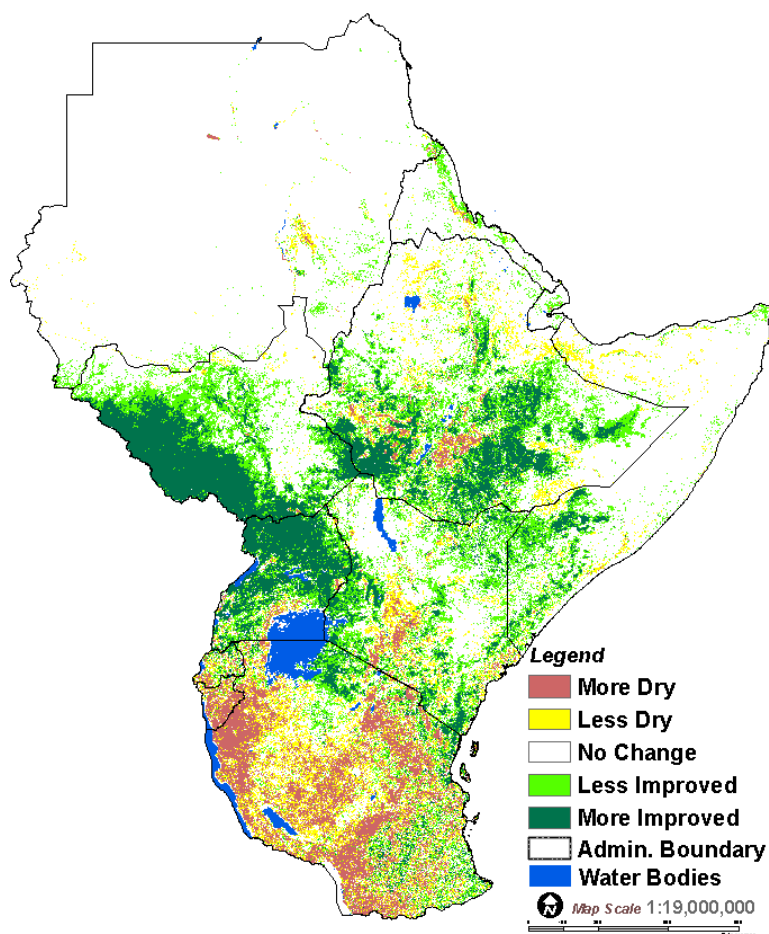 Legend
More Dry
Less Dry
No Change
Less Improved
More Improved
Admin. Boundary
Water Bodies
N Map Scale 1:19,000,000